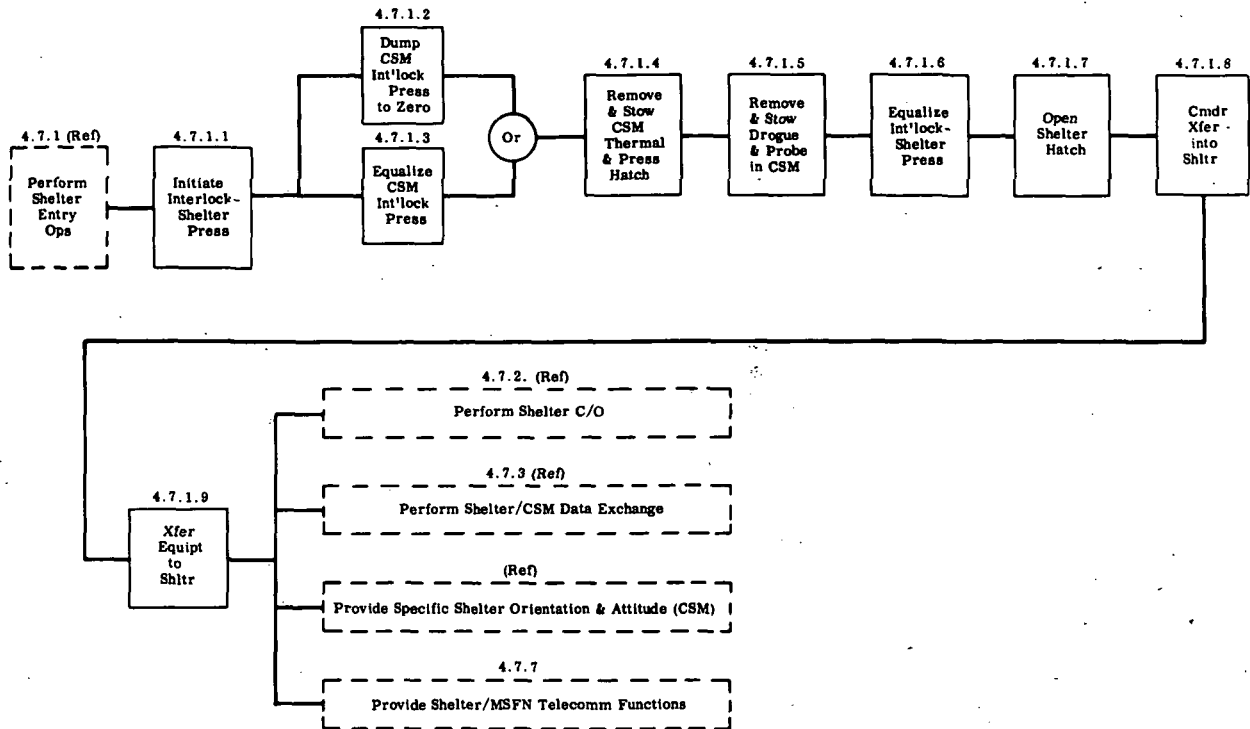 4.7.1 (Ref)
Perform
Shelter
Entry
Ops
4.7.1.1
Initiate
Interlock-
Shelter
Press
4.7.1.2
Dump
CSM
Int'lock
Press
to Zero
4.7.1.3
Equalize
CSM
Int'lock
Press
Or
4.7.1.4
Remove
& Stow
CSM
Thermal
& Press
Hatch
4.7.1.5
Remove
& Stow
Drogue
& Probe
in CSM
4.7.1.6
Equalize
Int'lock-
Shelter
Press
4.7.1.7
Open
Shelter
Hatch
4.7.1.8
Cmdr
Xfer
into
Shltr
4.7.1.9
Xfer
Equipt
to
Shltr
4.7.2. (Ref)
Perform Shelter C/O
4.7.3 (Ref)
Perform Shelter/CSM Data Exchange
(Ref)
Provide Specific Shelter Orientation & Attitude (CSM)
4.7.7
Provide Shelter/MSFN Telecomm Functions